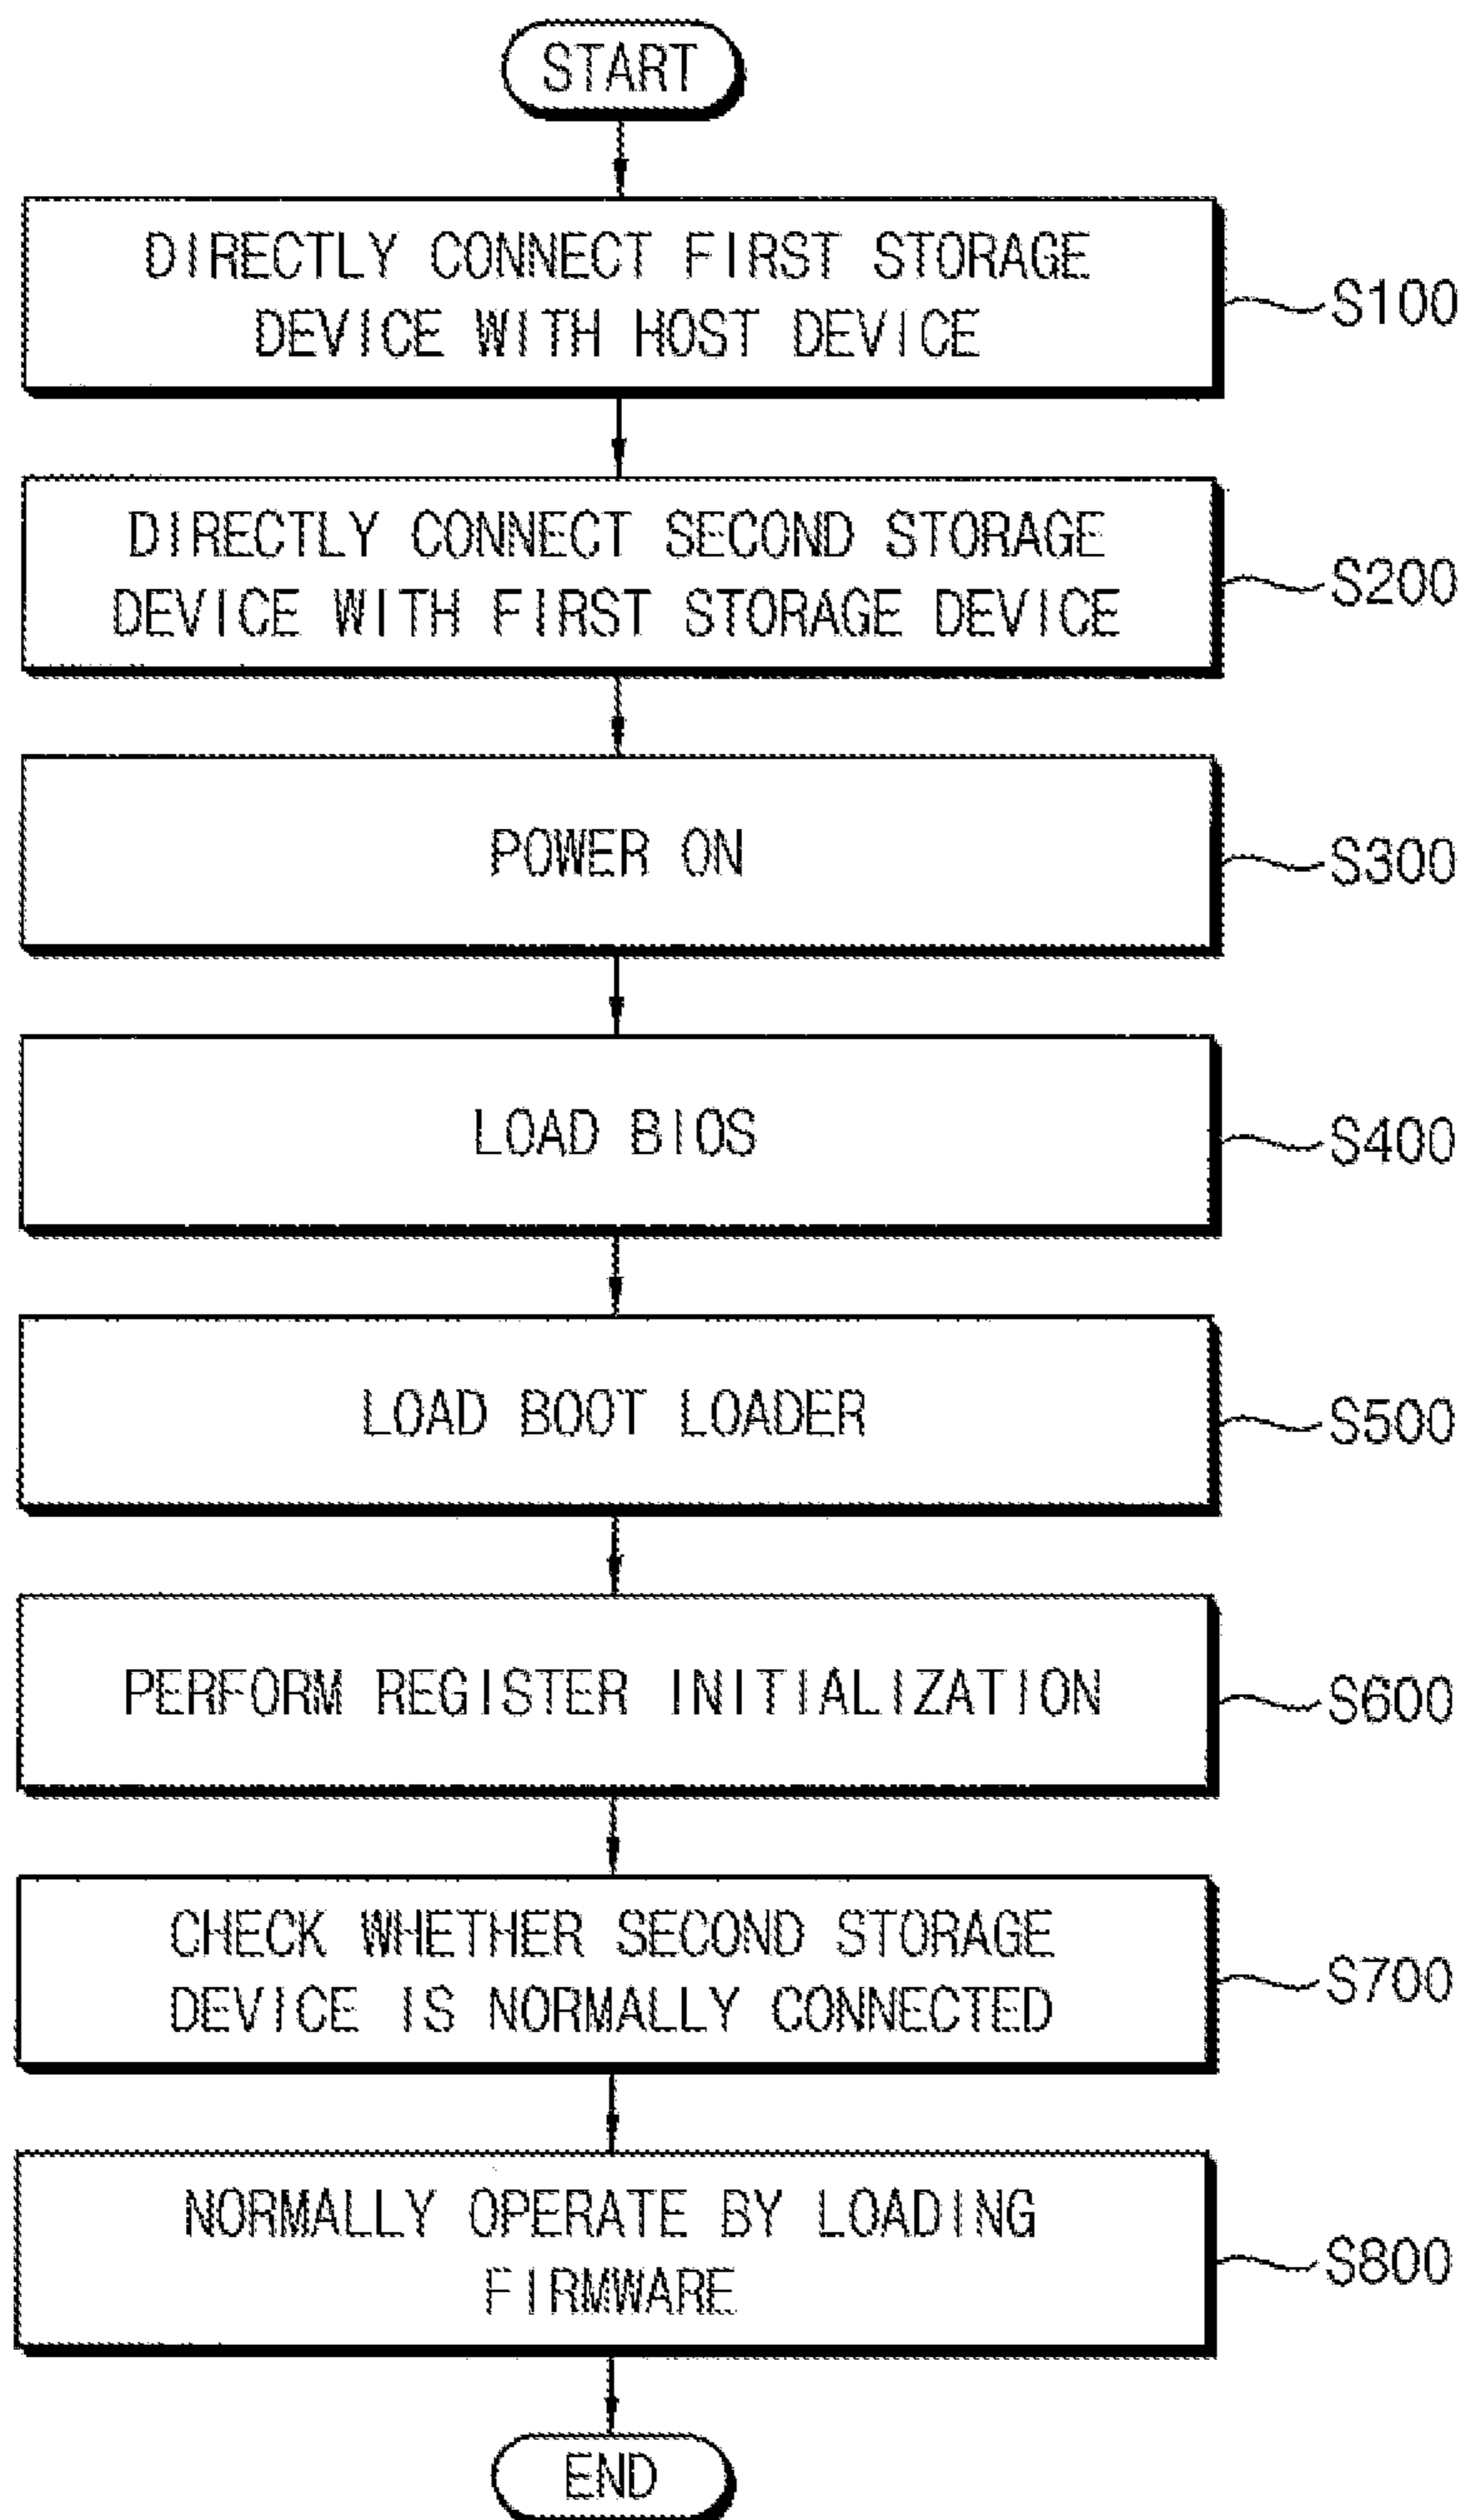 START
DIRECTLY CONNECT FIRST STORAGE
DEVICE WITH HOST DEVICE
S100
DIRECTLY CONNECT SECOND STORAGE
DEVICE WITH FIRST STORAGE DEVICE
S200
POWER ON
S300
LOAD BIOS
S400
LOAD BOOT LOADER
S500
PERFORM REGISTER INITIALIZATION
S600
CHECK WHETHER SECOND STORAGE
DEVICE IS NORMALLY CONNECTED
S700
NORMALLY OPERATE BY LOADING
FIRMWARE
S800
END